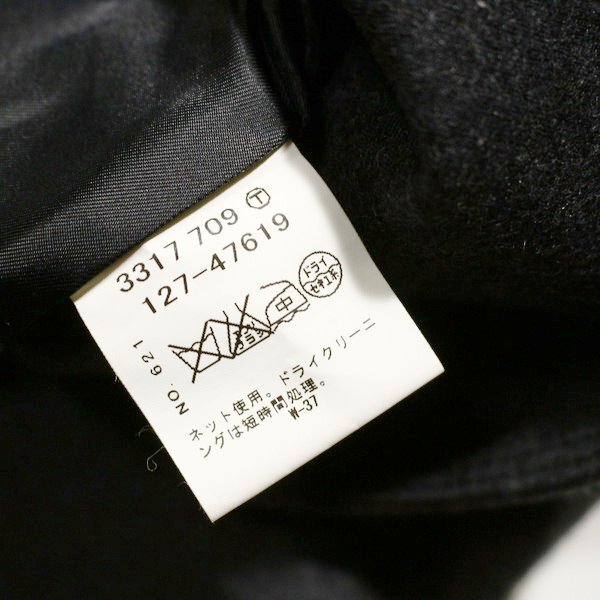 3317 709 Ⓣ
127-47619
NO. 621
中
ドライ
セキユ系
ネット使用。ドライクリーニ
ングは短時間処理。
W-37